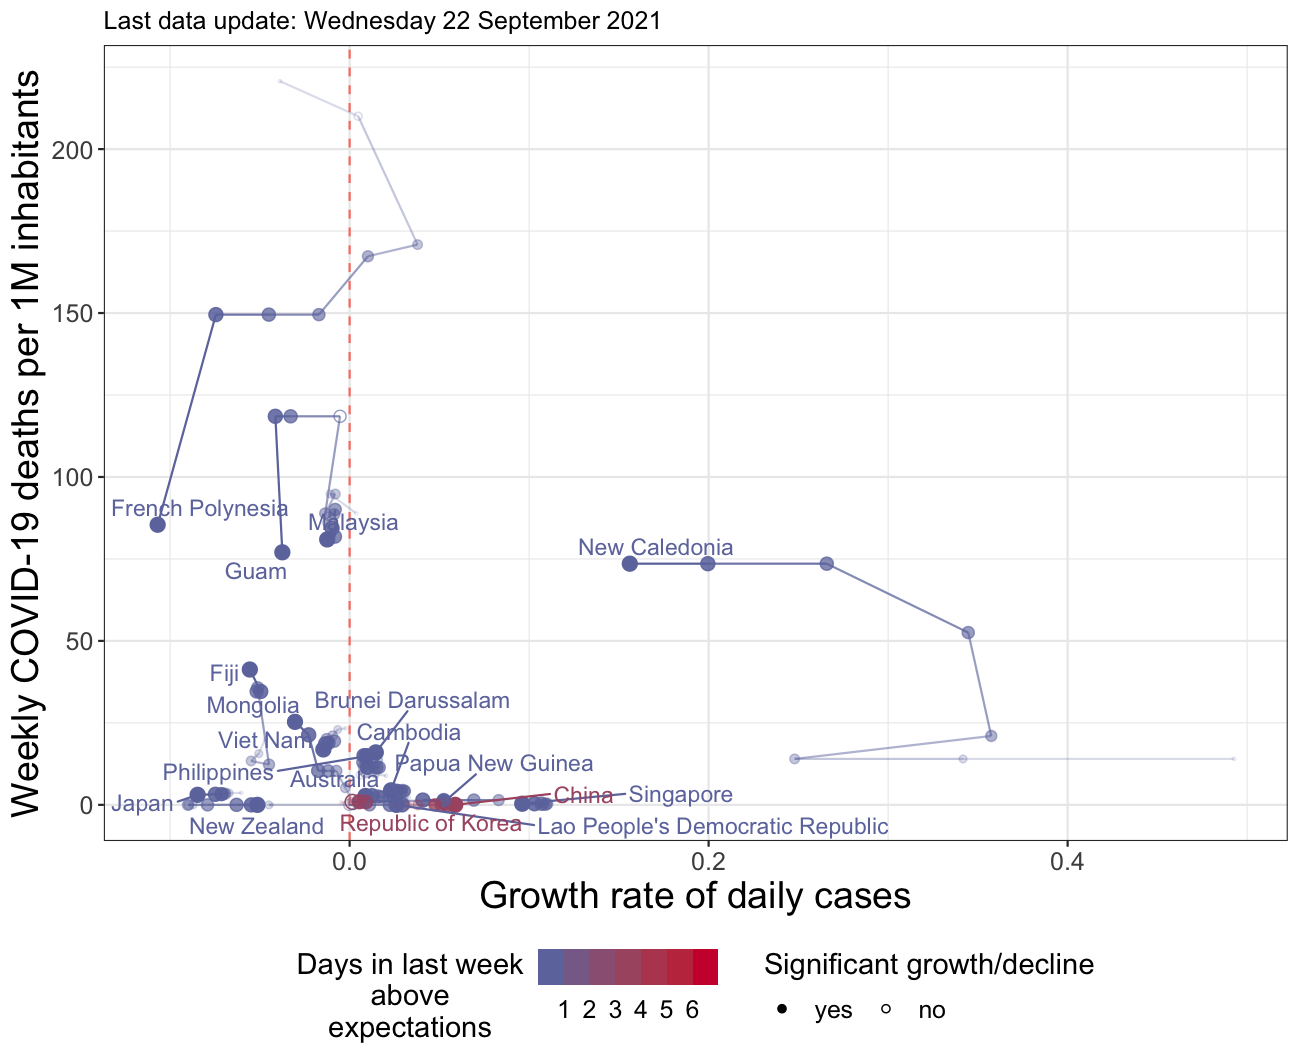 Last data update: Wednesday 22 September 2021
Weekly COVID-19 deaths per 1M inhabitants
200
150
100
50
0
French Polynesia
Malaysia
Guam
New Caledonia
Fiji
Mongolia
Brunei Darussalam
Viet Nam
Cambodia
Philippines
Australia
Papua New Guinea
Japan
China
Singapore
New Zealand
Republic of Korea
Lao People's Democratic Republic
0.0
0.2
0.4
Growth rate of daily cases
Days in last week
above
expectations
1 2 3 4 5 6
Significant growth/decline
yes
no